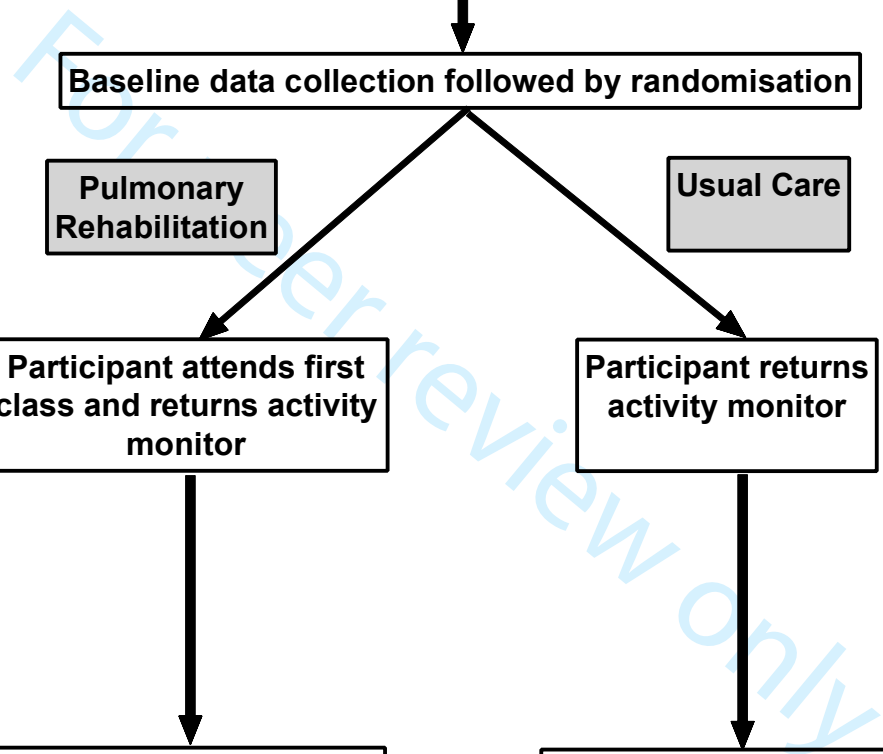 Baseline data collection followed by randomisation
Pulmonary
Rehabilitation
Usual Care
Participant attends first
class and returns activity
monitor
Participant returns
activity monitor
For peer review only